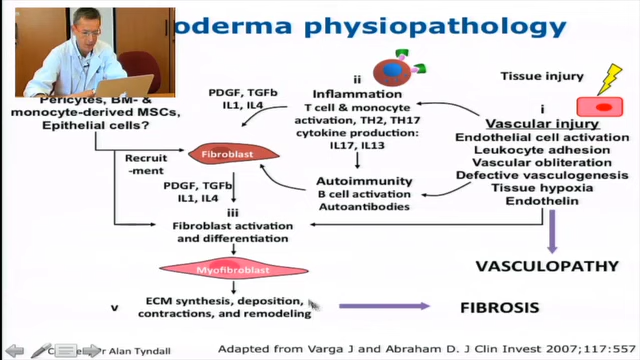 physiopathology
Tissue injury
ii
Inflammation
T cell & monocyte
activation, TH2, TH17
cytokine production:
IL17, IL13
PDGF, TGFb
IL1, IL4
i
Vascular injury
Endothelial cell activation
Leukocyte adhesion
Vascular obliteration
Defective vasculogenesis
Tissue hypoxia
Endothelin
Pericytes, BM- &
monocyte-derived MSCs,
Epithelial cells?
Recruit
-ment
Fibroblast
Autoimmunity
B cell activation
Autoantibodies
PDGF, TGFb
IL1, IL4
iii
Fibroblast activation
and differentiation
Myofibroblast
VASCULOPATHY
v
ECM synthesis, deposition,
contractions, and remodeling
FIBROSIS
Pr Alan Tyndall
Adapted from Varga J and Abraham D. J Clin Invest 2007;117:557